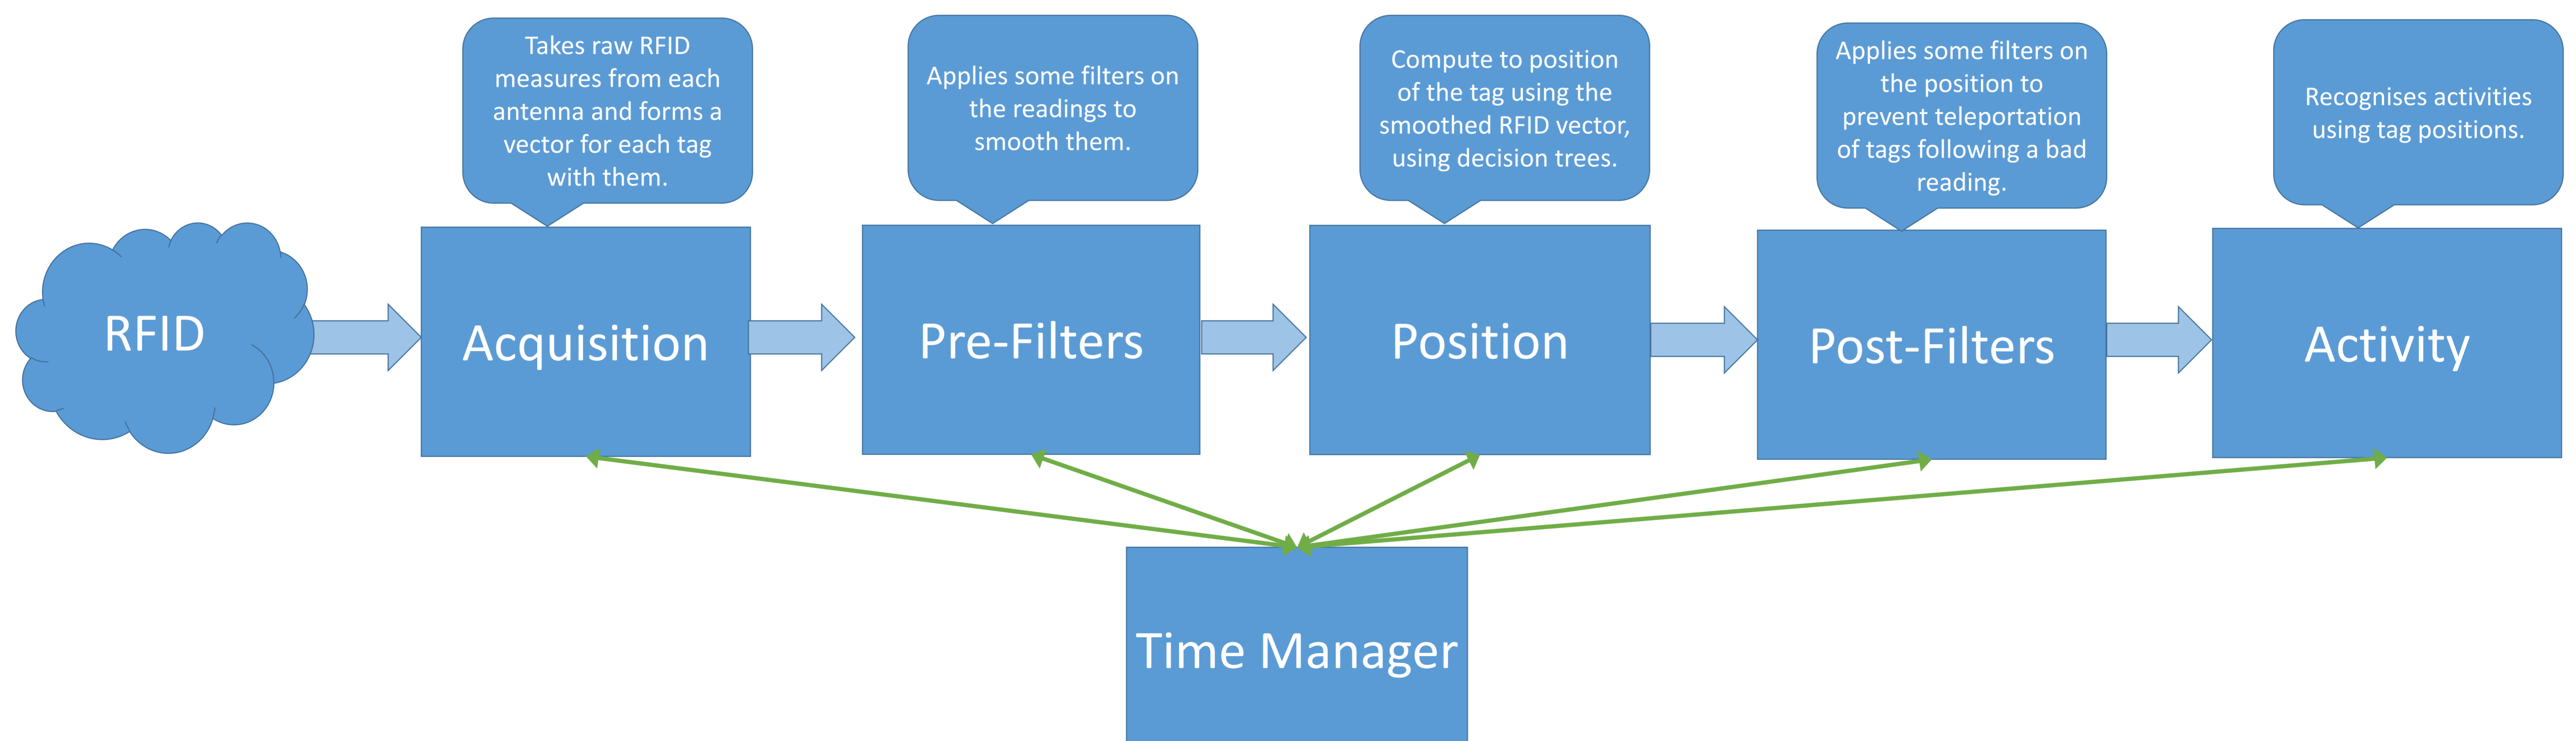 Takes raw RFID
measures from each
antenna and forms a
vector for each tag
with them.
Applies some filters on
the readings to
smooth them.
Compute to position
of the tag using the
smoothed RFID vector,
using decision trees.
Applies some filters on
the position to
prevent teleportation
of tags following a bad
reading.
Recognises activities
using tag positions.
RFID
Acquisition
Pre-Filters
Position
Post-Filters
Activity
Time Manager